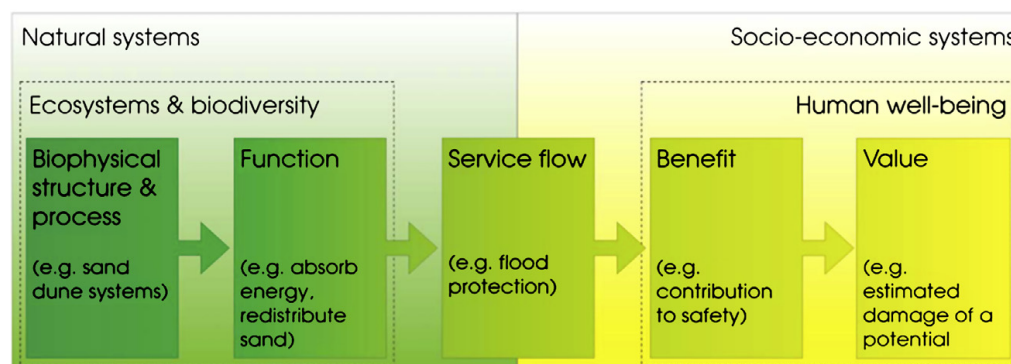 Natural systems
Socio-economic systems
Ecosystems & biodiversity
Human well-being
Biophysical
structure &
process
(e.g. sand
dune systems)
Function
(e.g. absorb
energy,
redistribute
sand)
Service flow
(e.g. flood
protection)
Benefit
(e.g.
contribution
to safety)
Value
(e.g.
estimated
damage of a
potential